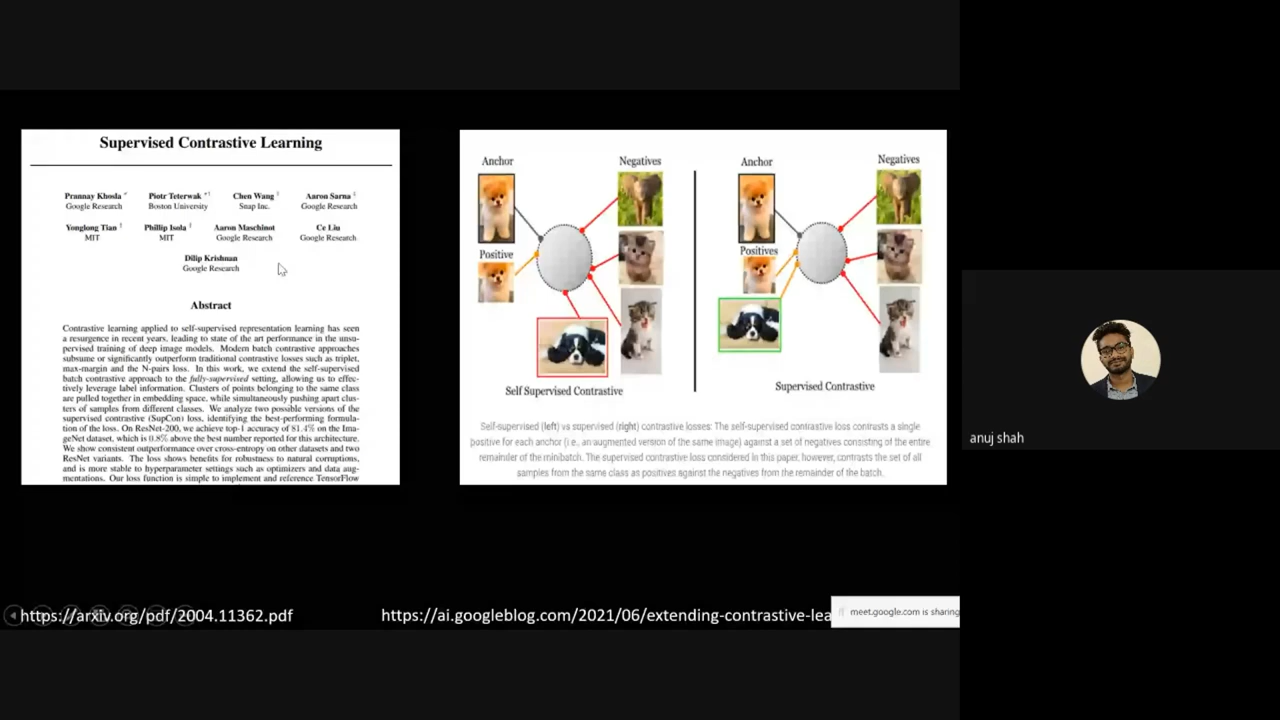 Supervised Contrastive Learning
Prannay Khosla * Piotr Teterwak * † Chen Wang † Aaron Sarna ‡
Google Research Boston University Snap Inc. Google Research
Yonglong Tian † Phillip Isola † Aaron Maschinot Ce Liu
MIT MIT Google Research Google Research
Dilip Krishnan
Google Research
Abstract
Contrastive learning applied to self-supervised representation learning has seen
a resurgence in recent years, leading to state of the art performance in the unsu-
pervised training of deep image models. Modern batch contrastive approaches
subsume or significantly outperform traditional contrastive losses such as triplet,
max-margin and the N-pairs loss. In this work, we extend the self-supervised
batch contrastive approach to the fully-supervised setting, allowing us to effec-
tively leverage label information. Clusters of points belonging to the same class
are pulled together in embedding space, while simultaneously pushing apart clus-
ters of samples from different classes. We analyze two possible versions of the
supervised contrastive (SupCon) loss, identifying the best-performing formula-
tion of the loss. On ResNet-200, we achieve top-1 accuracy of 81.4% on the Ima-
geNet dataset, which is 0.8% above the best number reported for this architecture.
We show consistent outperformance over cross-entropy on other datasets and two
ResNet variants. The loss shows benefits for robustness to natural corruptions,
and is more stable to hyperparameter settings such as optimizers and data aug-
mentations. Our loss function is simple to implement and reference TensorFlow
Anchor Negatives
Positive
Self Supervised Contrastive
Anchor Negatives
Positives
Supervised Contrastive
Self-supervised (left) vs supervised (right) contrastive losses: The self-supervised contrastive loss contrasts a single
positive for each anchor (i.e., an augmented version of the same image) against a set of negatives consisting of the entire
remainder of the minibatch. The supervised contrastive loss considered in this paper, however, contrasts the set of all
samples from the same class as positives against the negatives from the remainder of the batch.
https://arxiv.org/pdf/2004.11362.pdf
https://ai.googleblog.com/2021/06/extending-contrastive-lea
meet.google.com is sharing
anuj shah